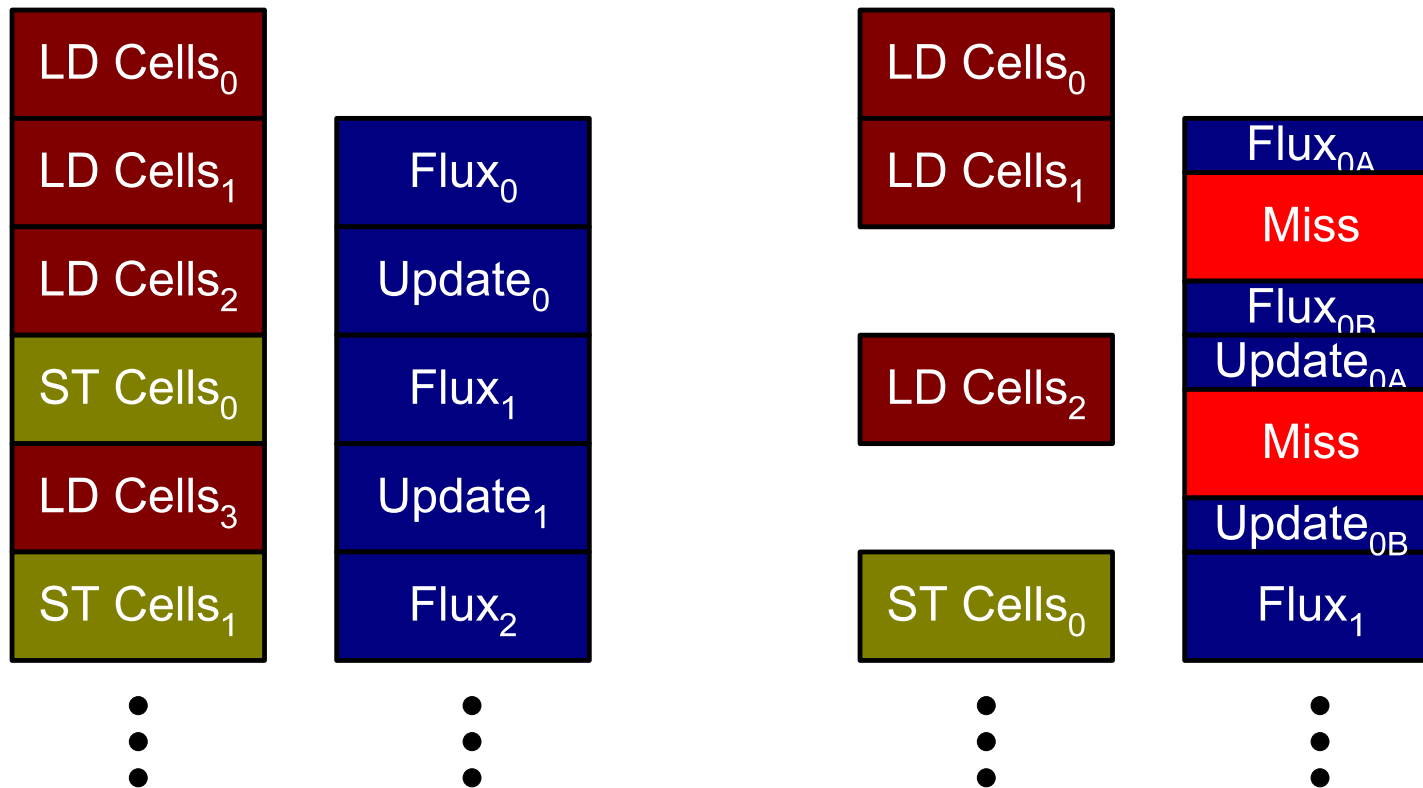 LD Cells₀
LD Cells₁
LD Cells₂
ST Cells₀
LD Cells₃
ST Cells₁
Flux₀
Update₀
Flux₁
Update₁
Flux₂
LD Cells₀
LD Cells₁
LD Cells₂
ST Cells₀
Flux₀A
Miss
Flux₀B
Update₀A
Miss
Update₀B
Flux₁